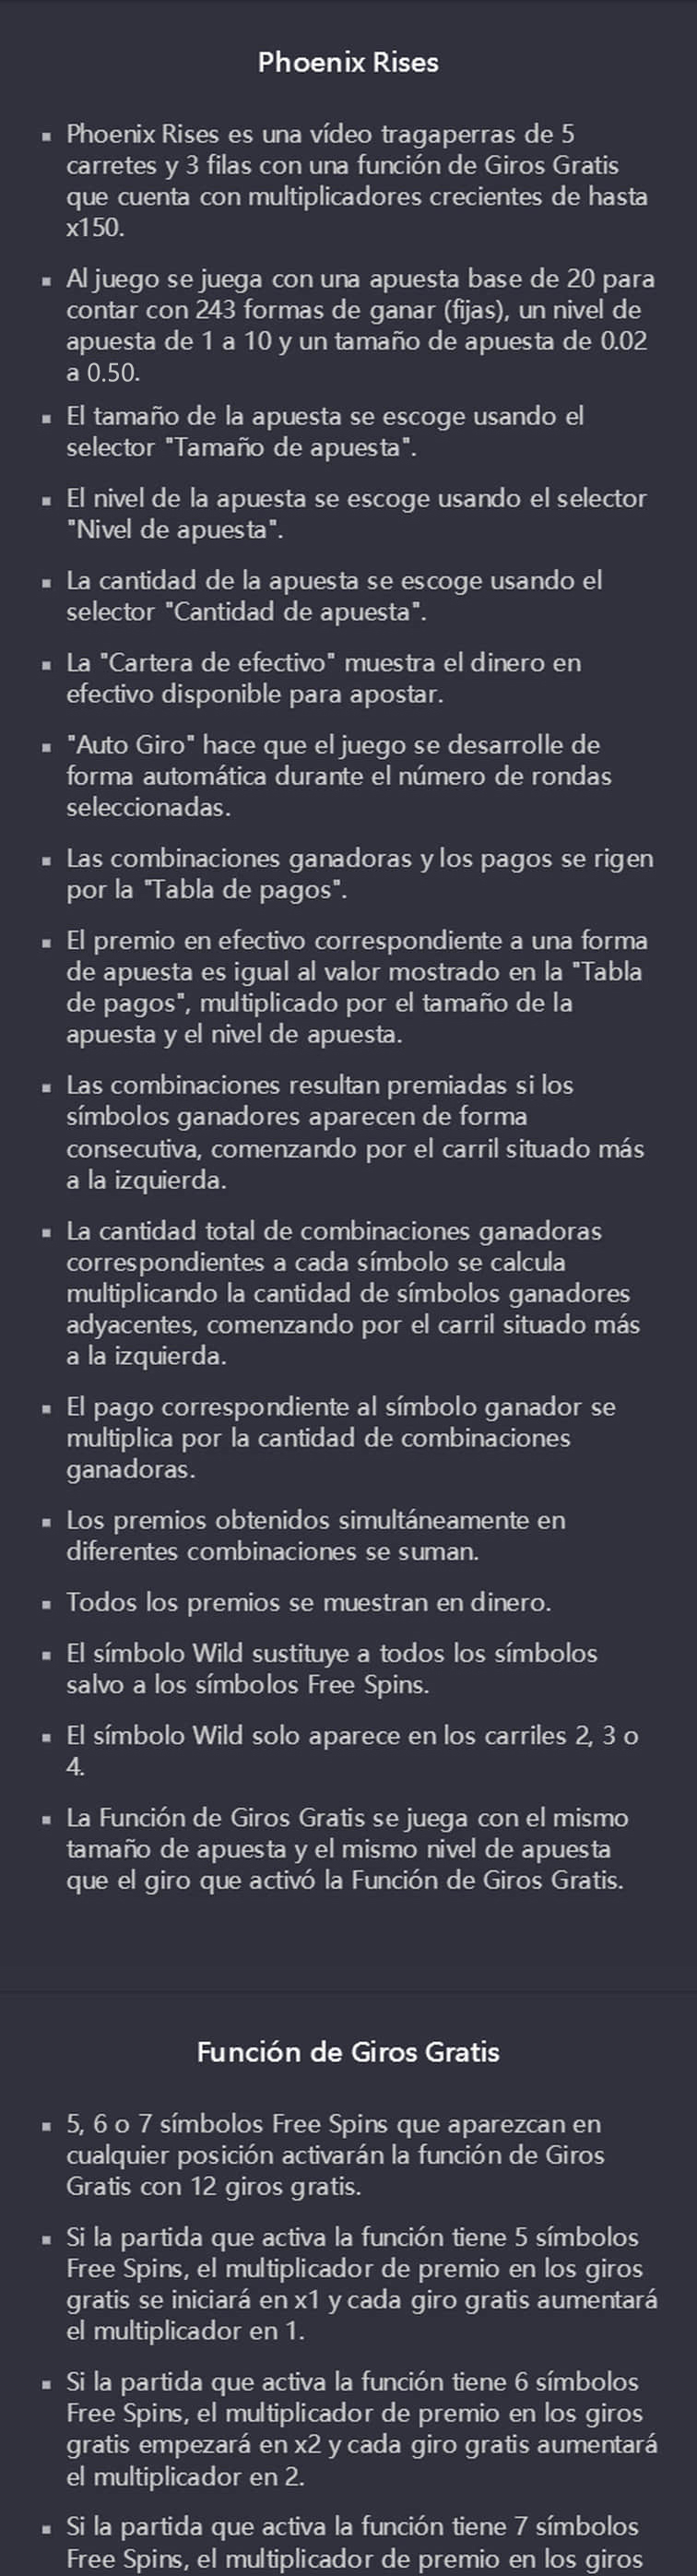 Phoenix Rises
▪ Phoenix Rises es una vídeo tragaperras de 5
carretes y 3 filas con una función de Giros Gratis
que cuenta con multiplicadores crecientes de hasta
x150.
▪ Al juego se juega con una apuesta base de 20 para
contar con 243 formas de ganar (fijas), un nivel de
apuesta de 1 a 10 y un tamaño de apuesta de 0.02
a 0.50.
▪ El tamaño de la apuesta se escoge usando el
selector "Tamaño de apuesta".
▪ El nivel de la apuesta se escoge usando el selector
"Nivel de apuesta".
▪ La cantidad de la apuesta se escoge usando el
selector "Cantidad de apuesta".
▪ La "Cartera de efectivo" muestra el dinero en
efectivo disponible para apostar.
▪ "Auto Giro" hace que el juego se desarrolle de
forma automática durante el número de rondas
seleccionadas.
▪ Las combinaciones ganadoras y los pagos se rigen
por la "Tabla de pagos".
▪ El premio en efectivo correspondiente a una forma
de apuesta es igual al valor mostrado en la "Tabla
de pagos", multiplicado por el tamaño de la
apuesta y el nivel de apuesta.
▪ Las combinaciones resultan premiadas si los
símbolos ganadores aparecen de forma
consecutiva, comenzando por el carril situado más
a la izquierda.
▪ La cantidad total de combinaciones ganadoras
correspondientes a cada símbolo se calcula
multiplicando la cantidad de símbolos ganadores
adyacentes, comenzando por el carril situado más
a la izquierda.
▪ El pago correspondiente al símbolo ganador se
multiplica por la cantidad de combinaciones
ganadoras.
▪ Los premios obtenidos simultáneamente en
diferentes combinaciones se suman.
▪ Todos los premios se muestran en dinero.
▪ El símbolo Wild sustituye a todos los símbolos
salvo a los símbolos Free Spins.
▪ El símbolo Wild solo aparece en los carriles 2, 3 o
4.
▪ La Función de Giros Gratis se juega con el mismo
tamaño de apuesta y el mismo nivel de apuesta
que el giro que activó la Función de Giros Gratis.
Función de Giros Gratis
▪ 5, 6 o 7 símbolos Free Spins que aparezcan en
cualquier posición activarán la función de Giros
Gratis con 12 giros gratis.
▪ Si la partida que activa la función tiene 5 símbolos
Free Spins, el multiplicador de premio en los giros
gratis se iniciará en x1 y cada giro gratis aumentará
el multiplicador en 1.
▪ Si la partida que activa la función tiene 6 símbolos
Free Spins, el multiplicador de premio en los giros
gratis empezará en x2 y cada giro gratis aumentará
el multiplicador en 2.
▪ Si la partida que activa la función tiene 7 símbolos
Free Spins, el multiplicador de premio en los giros